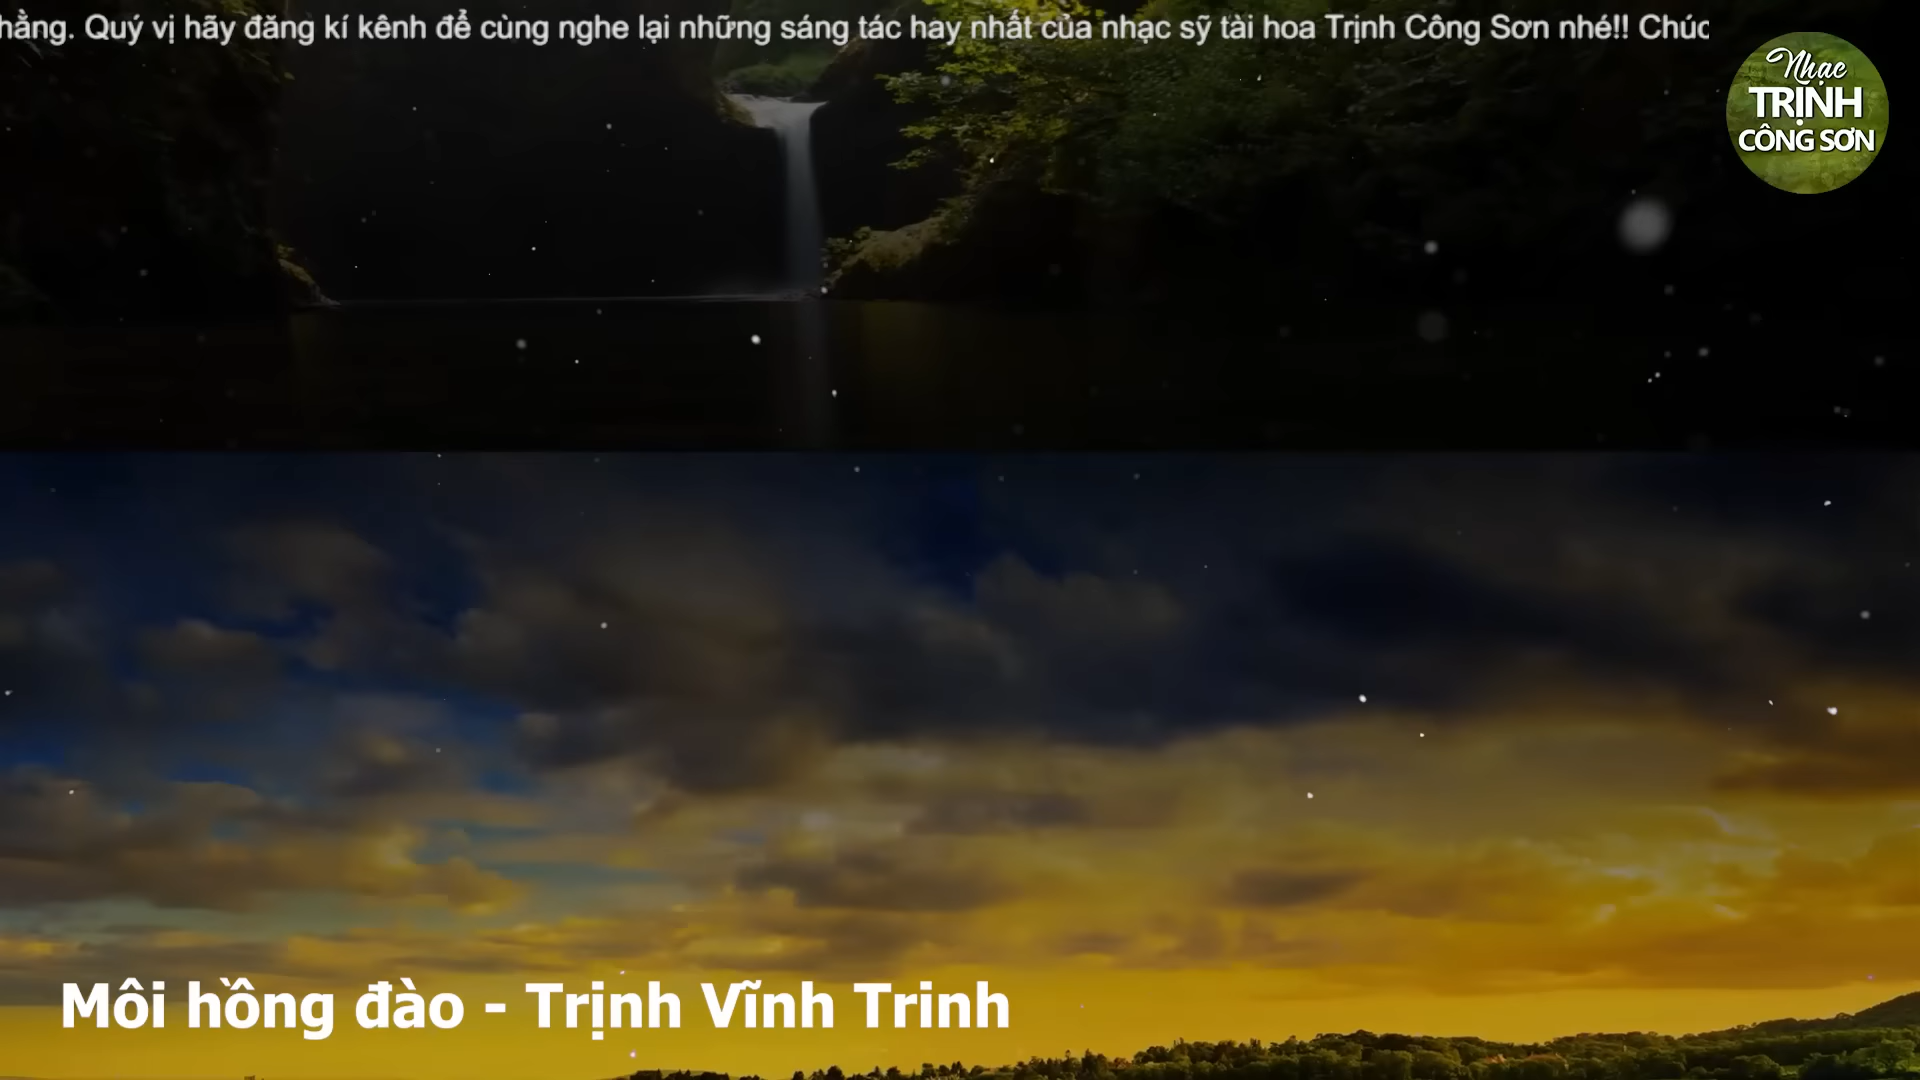 hằng. Quý vị hãy đăng kí kênh để cùng nghe lại những sáng tác hay nhất của nhạc sỹ tài hoa Trịnh Công Sơn nhé!! Chúc
Nhạc
TRỊNH
CÔNG SƠN
Môi hồng đào - Trịnh Vĩnh Trinh